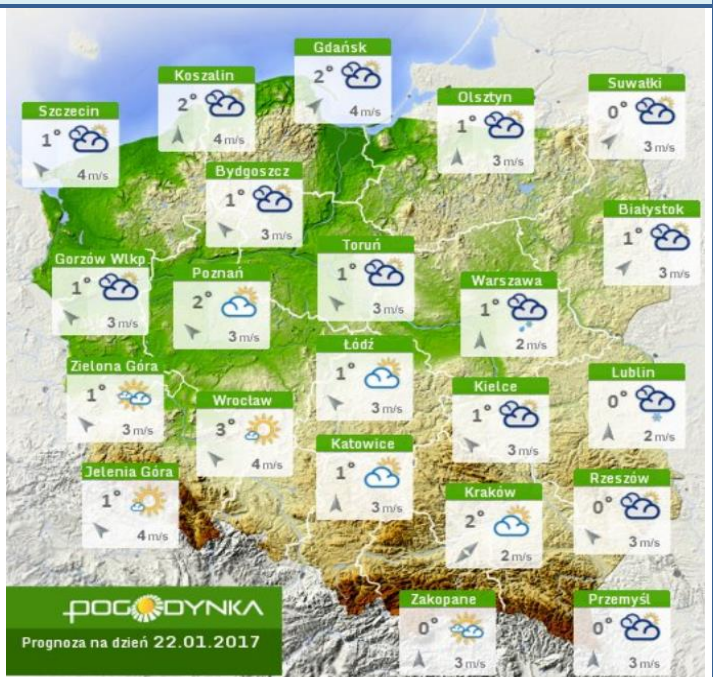 Gdańsk
2°
4 m/s
Koszalin
2°
4 m/s
Szczecin
1°
4 m/s
Olsztyn
1°
3 m/s
Suwałki
0°
3 m/s
Bydgoszcz
1°
3 m/s
Białystok
1°
3 m/s
Gorzów Wlkp
1°
3 m/s
Poznań
2°
3 m/s
Toruń
1°
3 m/s
Warszawa
1°
2 m/s
Łódź
1°
3 m/s
Zielona Góra
1°
3 m/s
Wrocław
3°
4 m/s
Kielce
1°
3 m/s
Lublin
0°
2 m/s
Katowice
1°
3 m/s
Jelenia Góra
1°
4 m/s
Kraków
2°
2 m/s
Rzeszów
0°
3 m/s
Zakopane
0°
3 m/s
Przemyśl
0°
3 m/s
POGODYNKA
Prognoza na dzień 22.01.2017